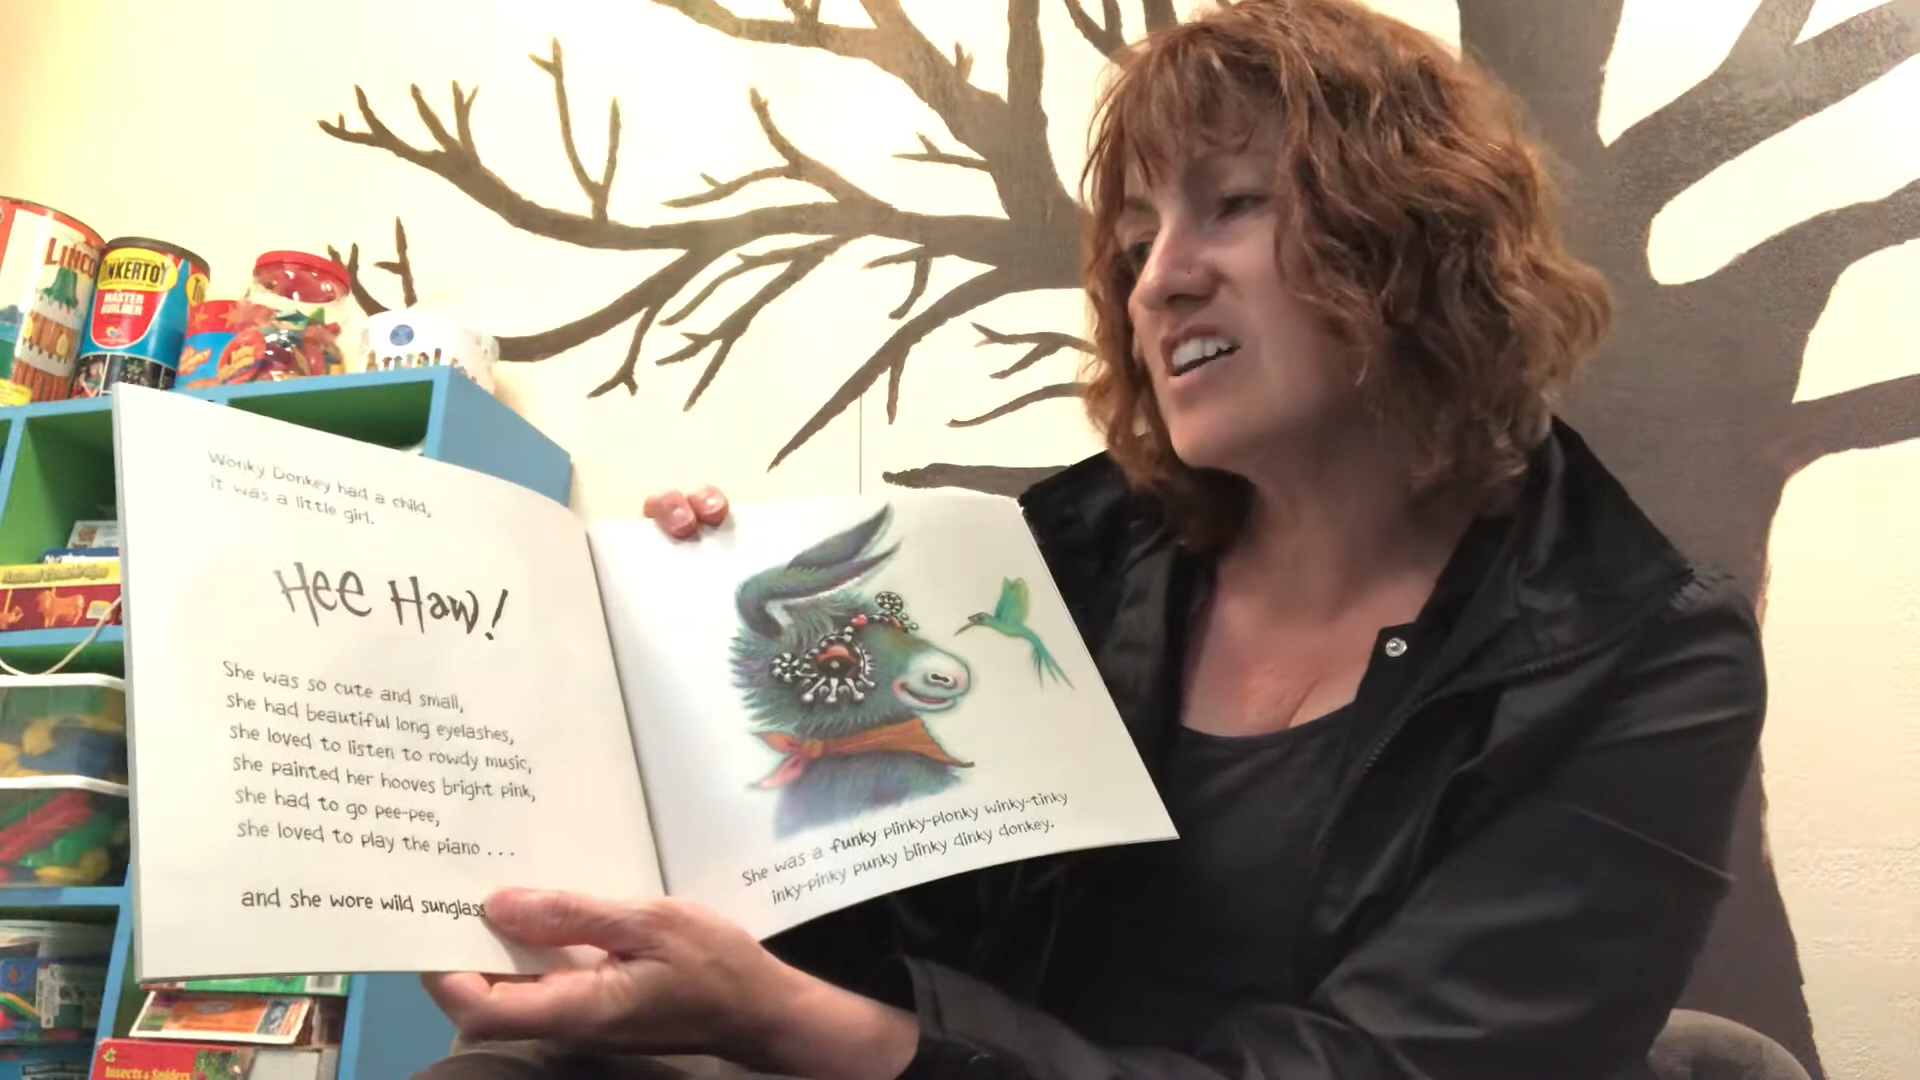 LINCO
NKERTOY
MASTER
BUILDER
Wonky Donkey had a child,
it was a little girl.
Hee Haw!
She was so cute and small,
she had beautiful long eyelashes,
she loved to listen to rowdy music,
she painted her hooves bright pink,
she had to go pee-pee,
she loved to play the piano . . .
and she wore wild sunglass
She was a funky plinky-plonky winky-tinky
inky-pinky punky blinky dinky donkey.
Insects & Spiders